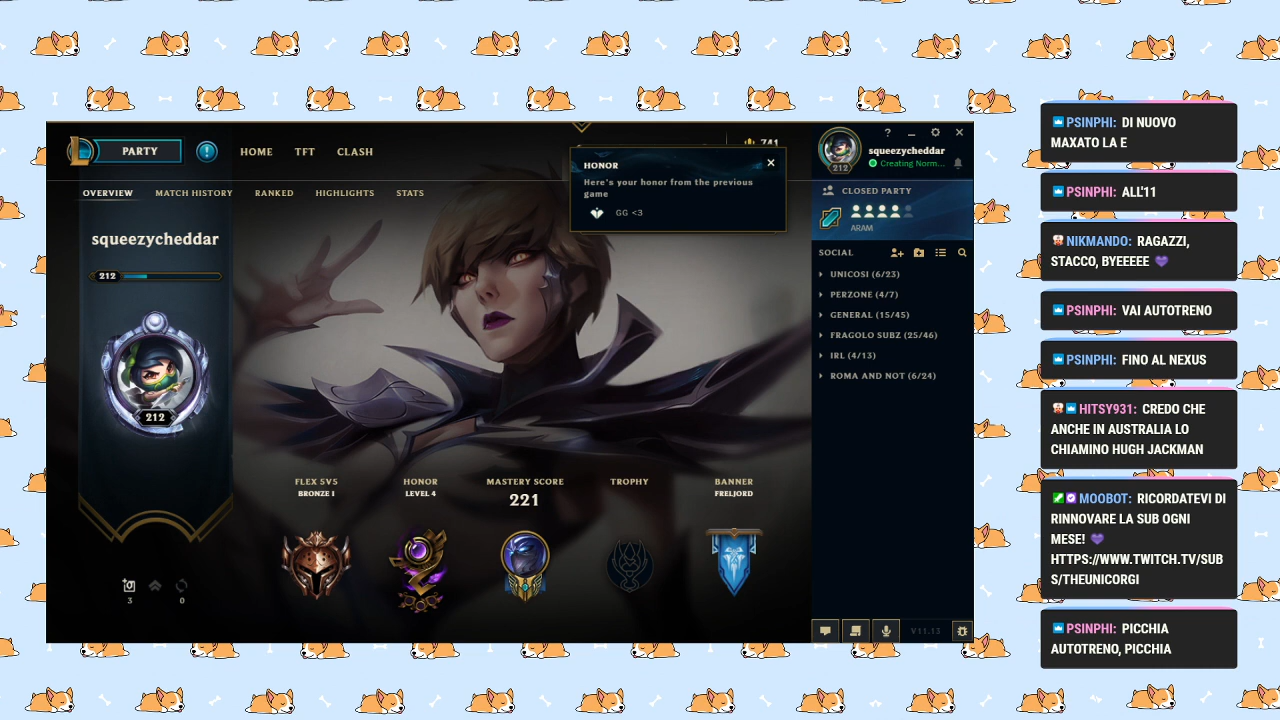 PARTY
HOME
TFT
CLASH
741
HONOR
Here's your honor from the previous
game
GG <3
OVERVIEW
MATCH HISTORY
RANKED
HIGHLIGHTS
STATS
squeezycheddar
212
212
FLEX 5V5
BRONZE I
HONOR
LEVEL 4
MASTERY SCORE
221
TROPHY
BANNER
FRELJORD
3
0
?
212
squeezycheddar
Creating Norm...
CLOSED PARTY
ARAM
SOCIAL
UNICOSI (6/23)
PERZONE (4/7)
GENERAL (15/45)
FRAGOLO SUBZ (25/46)
IRL (4/13)
ROMA AND NOT (6/24)
V11.13
PSINPHI: DI NUOVO
MAXATO LA E
PSINPHI: ALL'11
NIKMANDO: RAGAZZI,
STACCO, BYEEEEE 💜
PSINPHI: VAI AUTOTRENO
PSINPHI: FINO AL NEXUS
HITSY931: CREDO CHE
ANCHE IN AUSTRALIA LO
CHIAMINO HUGH JACKMAN
MOOBOT: RICORDATEVI DI
RINNOVARE LA SUB OGNI
MESE! 💜
HTTPS://WWW.TWITCH.TV/SUB
S/THEUNICORGI
PSINPHI: PICCHIA
AUTOTRENO, PICCHIA